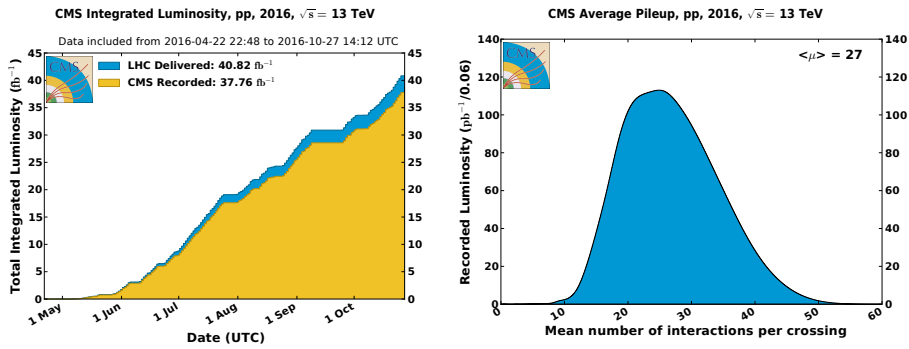 CMS Integrated Luminosity, pp, 2016, √s = 13 TeV
Data included from 2016-04-22 22:48 to 2016-10-27 14:12 UTC
CMS
LHC Delivered: 40.82 fb⁻¹
CMS Recorded: 37.76 fb⁻¹
Total Integrated Luminosity (fb⁻¹)
45
40
35
30
25
20
15
10
5
0
45
40
35
30
25
20
15
10
5
0
1 May
1 Jun
1 Jul
1 Aug
1 Sep
1 Oct
Date (UTC)
CMS Average Pileup, pp, 2016, √s = 13 TeV
CMS
<μ> = 27
Recorded Luminosity (pb⁻¹/0.06)
140
120
100
80
60
40
20
0
140
120
100
80
60
40
20
0
0
10
20
30
40
50
60
Mean number of interactions per crossing